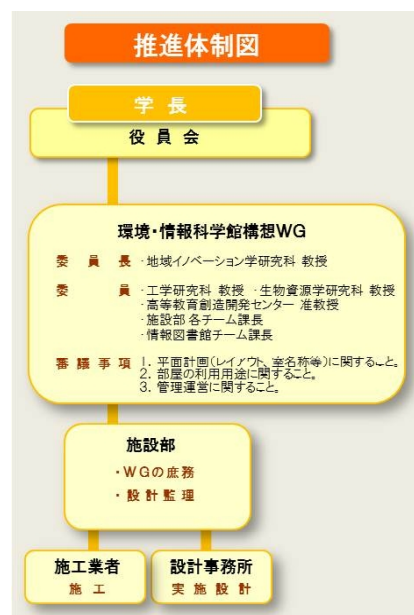 推進体制図
学長
役員会
環境・情報科学館構想WG
委員長 ・地域イノベーション学研究科 教授
委員 ・工学研究科 教授 ・生物資源学研究科 教授
・高等教育創造開発センター 准教授
・施設部 各チーム課長
・情報図書館チーム課長
審議事項 1. 平面計画(レイアウト、室名称等)に関すること。
2. 部屋の利用用途に関すること。
3. 管理運営に関すること。
施設部
・WGの庶務
・設計監理
施工業者 設計事務所
施工 実施設計